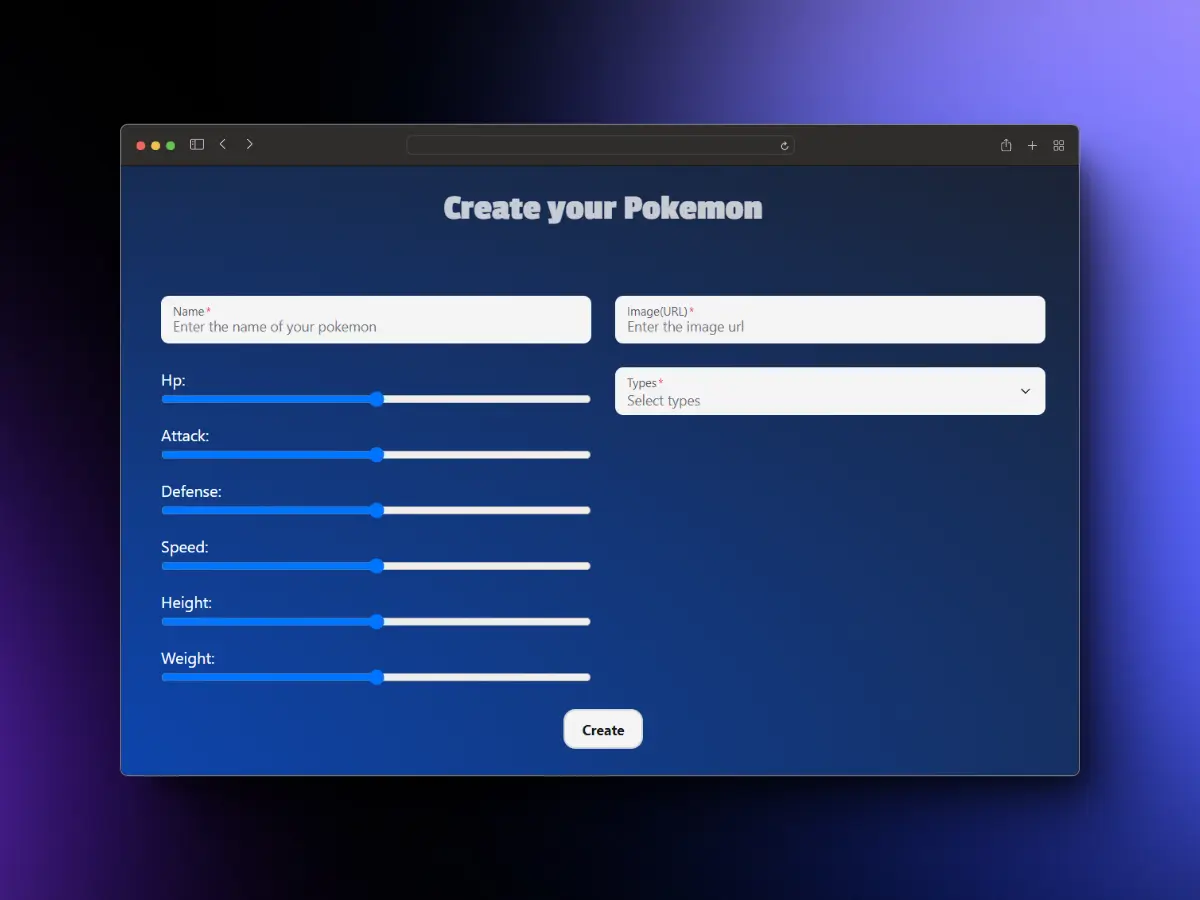 Create your Pokemon
Name*
Enter the name of your pokemon
Image(URL)*
Enter the image url
Hp:
Types*
Select types
Attack:
Defense:
Speed:
Height:
Weight:
Create